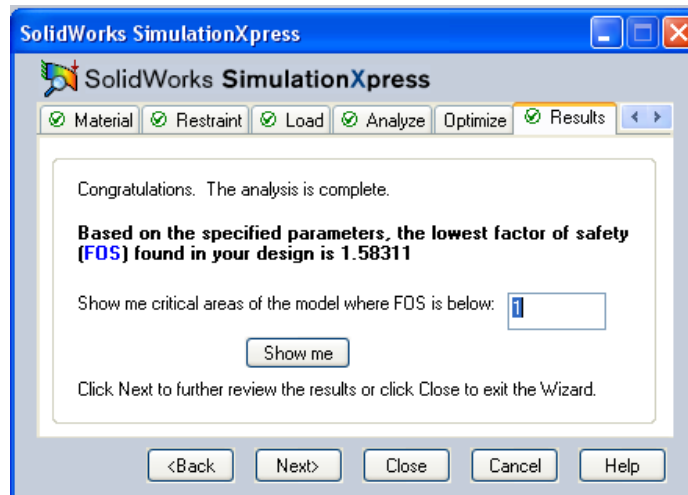 SolidWorks SimulationXpress
SolidWorks SimulationXpress
Material Restraint Load Analyze Optimize Results
Congratulations. The analysis is complete.
Based on the specified parameters, the lowest factor of safety
(FOS) found in your design is 1.58311
Show me critical areas of the model where FOS is below: 1
Show me
Click Next to further review the results or click Close to exit the Wizard.
<Back Next> Close Cancel Help